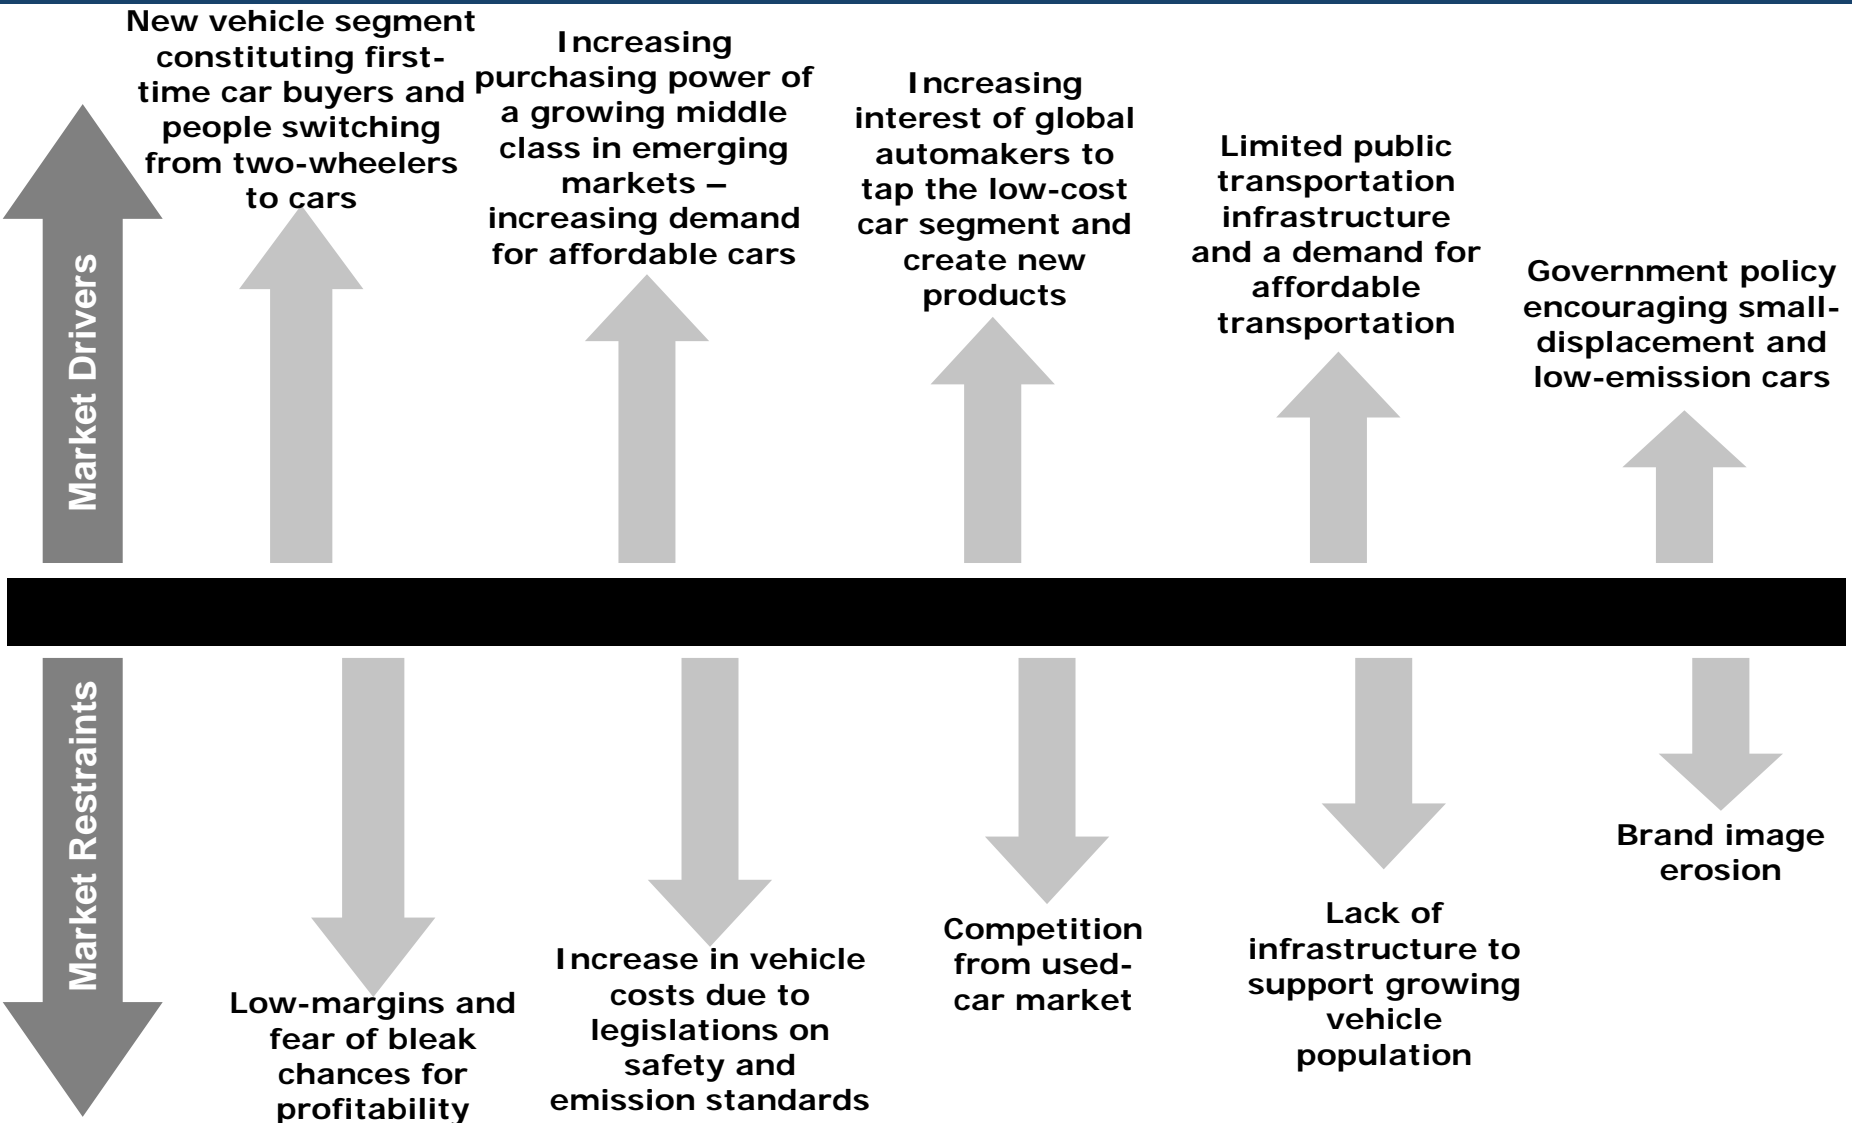 Market Drivers
New vehicle segment
constituting first-
time car buyers and
people switching
from two-wheelers
to cars
Increasing
purchasing power of
a growing middle
class in emerging
markets –
increasing demand
for affordable cars
Increasing
interest of global
automakers to
tap the low-cost
car segment and
create new
products
Limited public
transportation
infrastructure
and a demand for
affordable
transportation
Government policy
encouraging small-
displacement and
low-emission cars
Market Restraints
Low-margins and
fear of bleak
chances for
profitability
Increase in vehicle
costs due to
legislations on
safety and
emission standards
Competition
from used-
car market
Lack of
infrastructure to
support growing
vehicle
population
Brand image
erosion